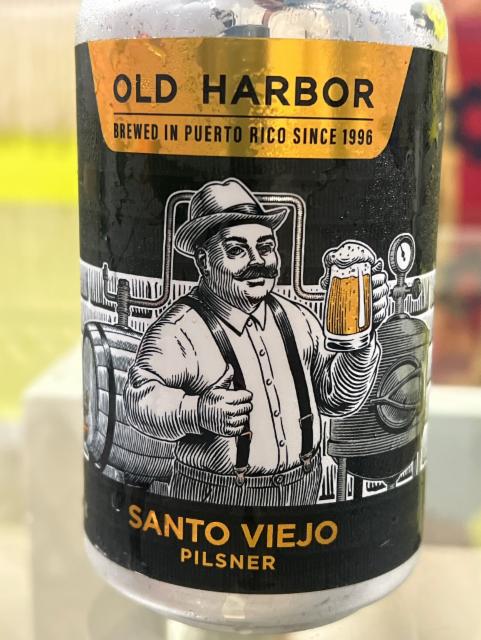 OLD HARBOR
BREWED IN PUERTO RICO SINCE 1996
SANTO VIEJO
PILSNER